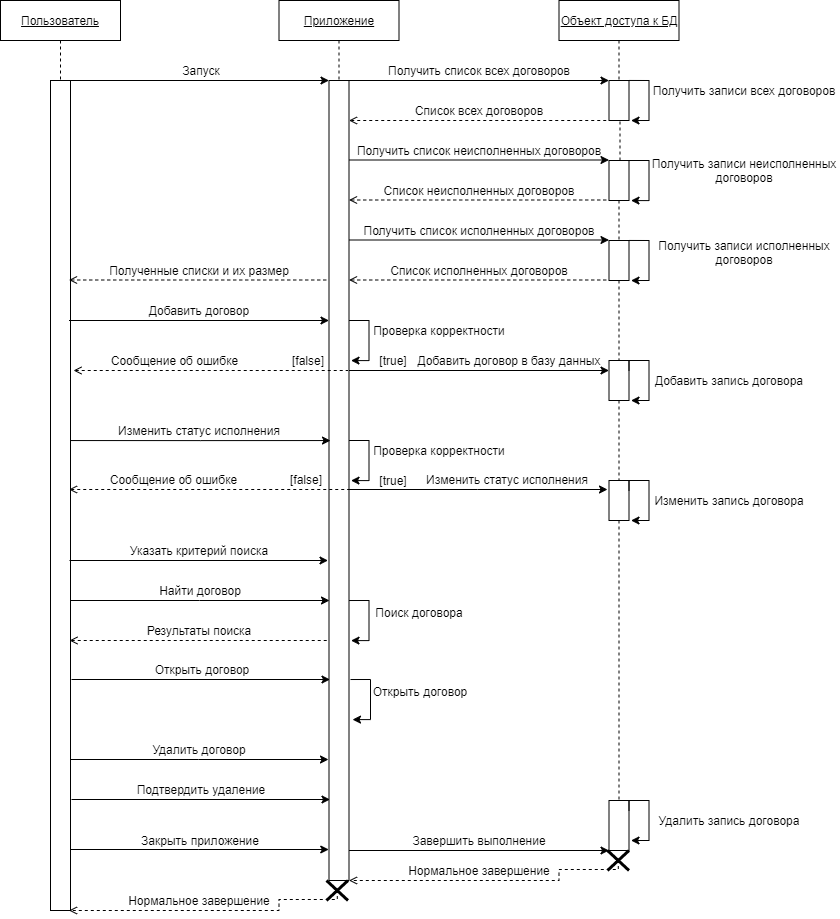 Пользователь
Приложение
Объект доступа к БД
Запуск
Получить список всех договоров
Получить записи всех договоров
Список всех договоров
Получить список неисполненных договоров
Получить записи неисполненных
договоров
Список неисполненных договоров
Получить список исполненных договоров
Получить записи исполненных
договоров
Полученные списки и их размер
Список исполненных договоров
Добавить договор
Проверка корректности
Сообщение об ошибке
[false]
[true]
Добавить договор в базу данных
Добавить запись договора
Изменить статус исполнения
Проверка корректности
Сообщение об ошибке
[false]
[true]
Изменить статус исполнения
Изменить запись договора
Указать критерий поиска
Найти договор
Поиск договора
Результаты поиска
Открыть договор
Открыть договор
Удалить договор
Подтвердить удаление
Удалить запись договора
Закрыть приложение
Завершить выполнение
Нормальное завершение
Нормальное завершение